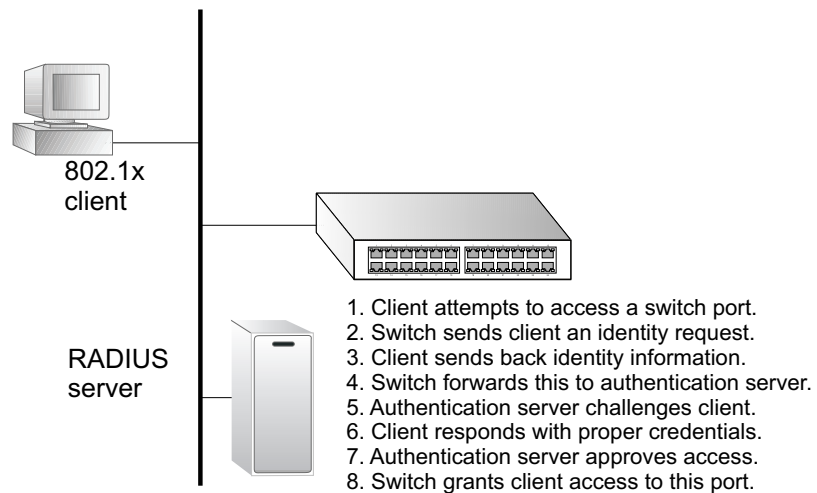 802.1x
client
RADIUS
server
1. Client attempts to access a switch port.
2. Switch sends client an identity request.
3. Client sends back identity information.
4. Switch forwards this to authentication server.
5. Authentication server challenges client.
6. Client responds with proper credentials.
7. Authentication server approves access.
8. Switch grants client access to this port.